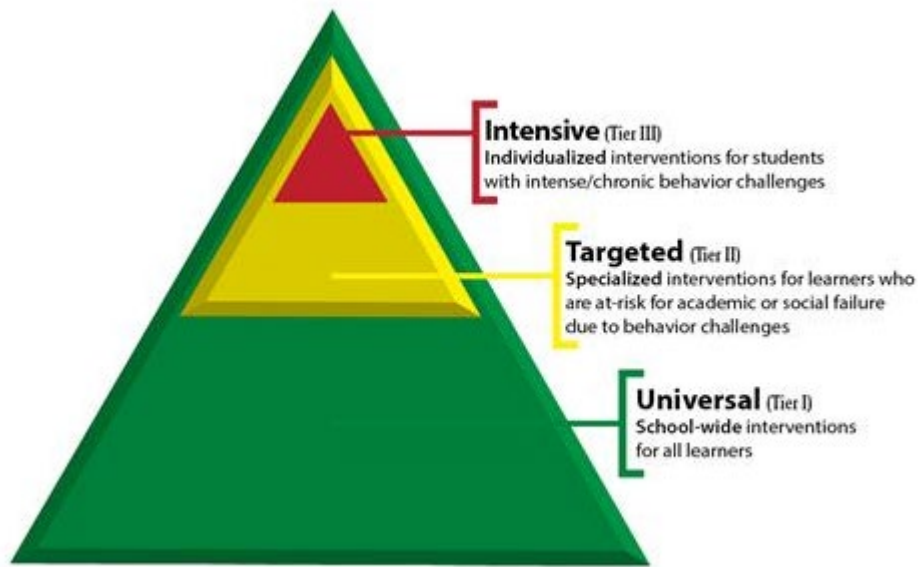 Intensive (Tier III)
Individualized interventions for students
with intense/chronic behavior challenges
Targeted (Tier II)
Specialized interventions for learners who
are at-risk for academic or social failure
due to behavior challenges
Universal (Tier I)
School-wide interventions
for all learners